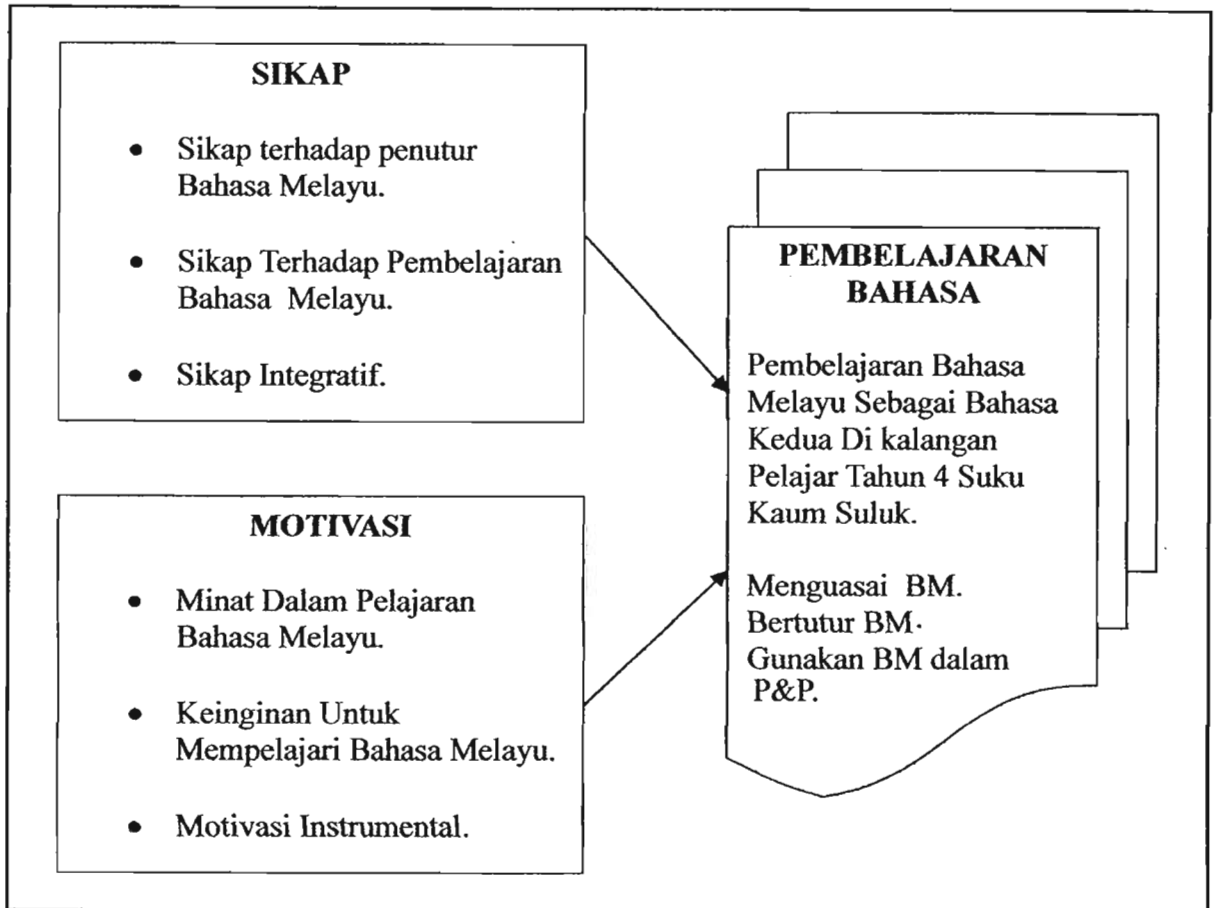 SIKAP
• Sikap terhadap penutur
Bahasa Melayu.
• Sikap Terhadap Pembelajaran
Bahasa Melayu.
• Sikap Integratif.
MOTIVASI
• Minat Dalam Pelajaran
Bahasa Melayu.
• Keinginan Untuk
Mempelajari Bahasa Melayu.
• Motivasi Instrumental.
PEMBELAJARAN
BAHASA
Pembelajaran Bahasa
Melayu Sebagai Bahasa
Kedua Di kalangan
Pelajar Tahun 4 Suku
Kaum Suluk.
Menguasai BM.
Bertutur BM.
Gunakan BM dalam
P&P.